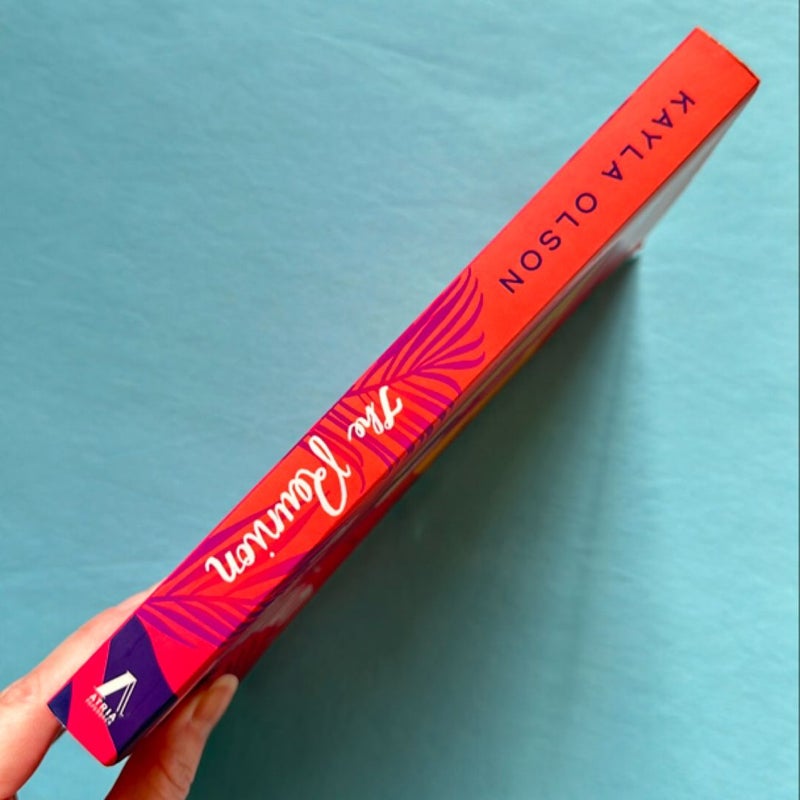 KAYLA OLSON
The Reunion
ATRIA